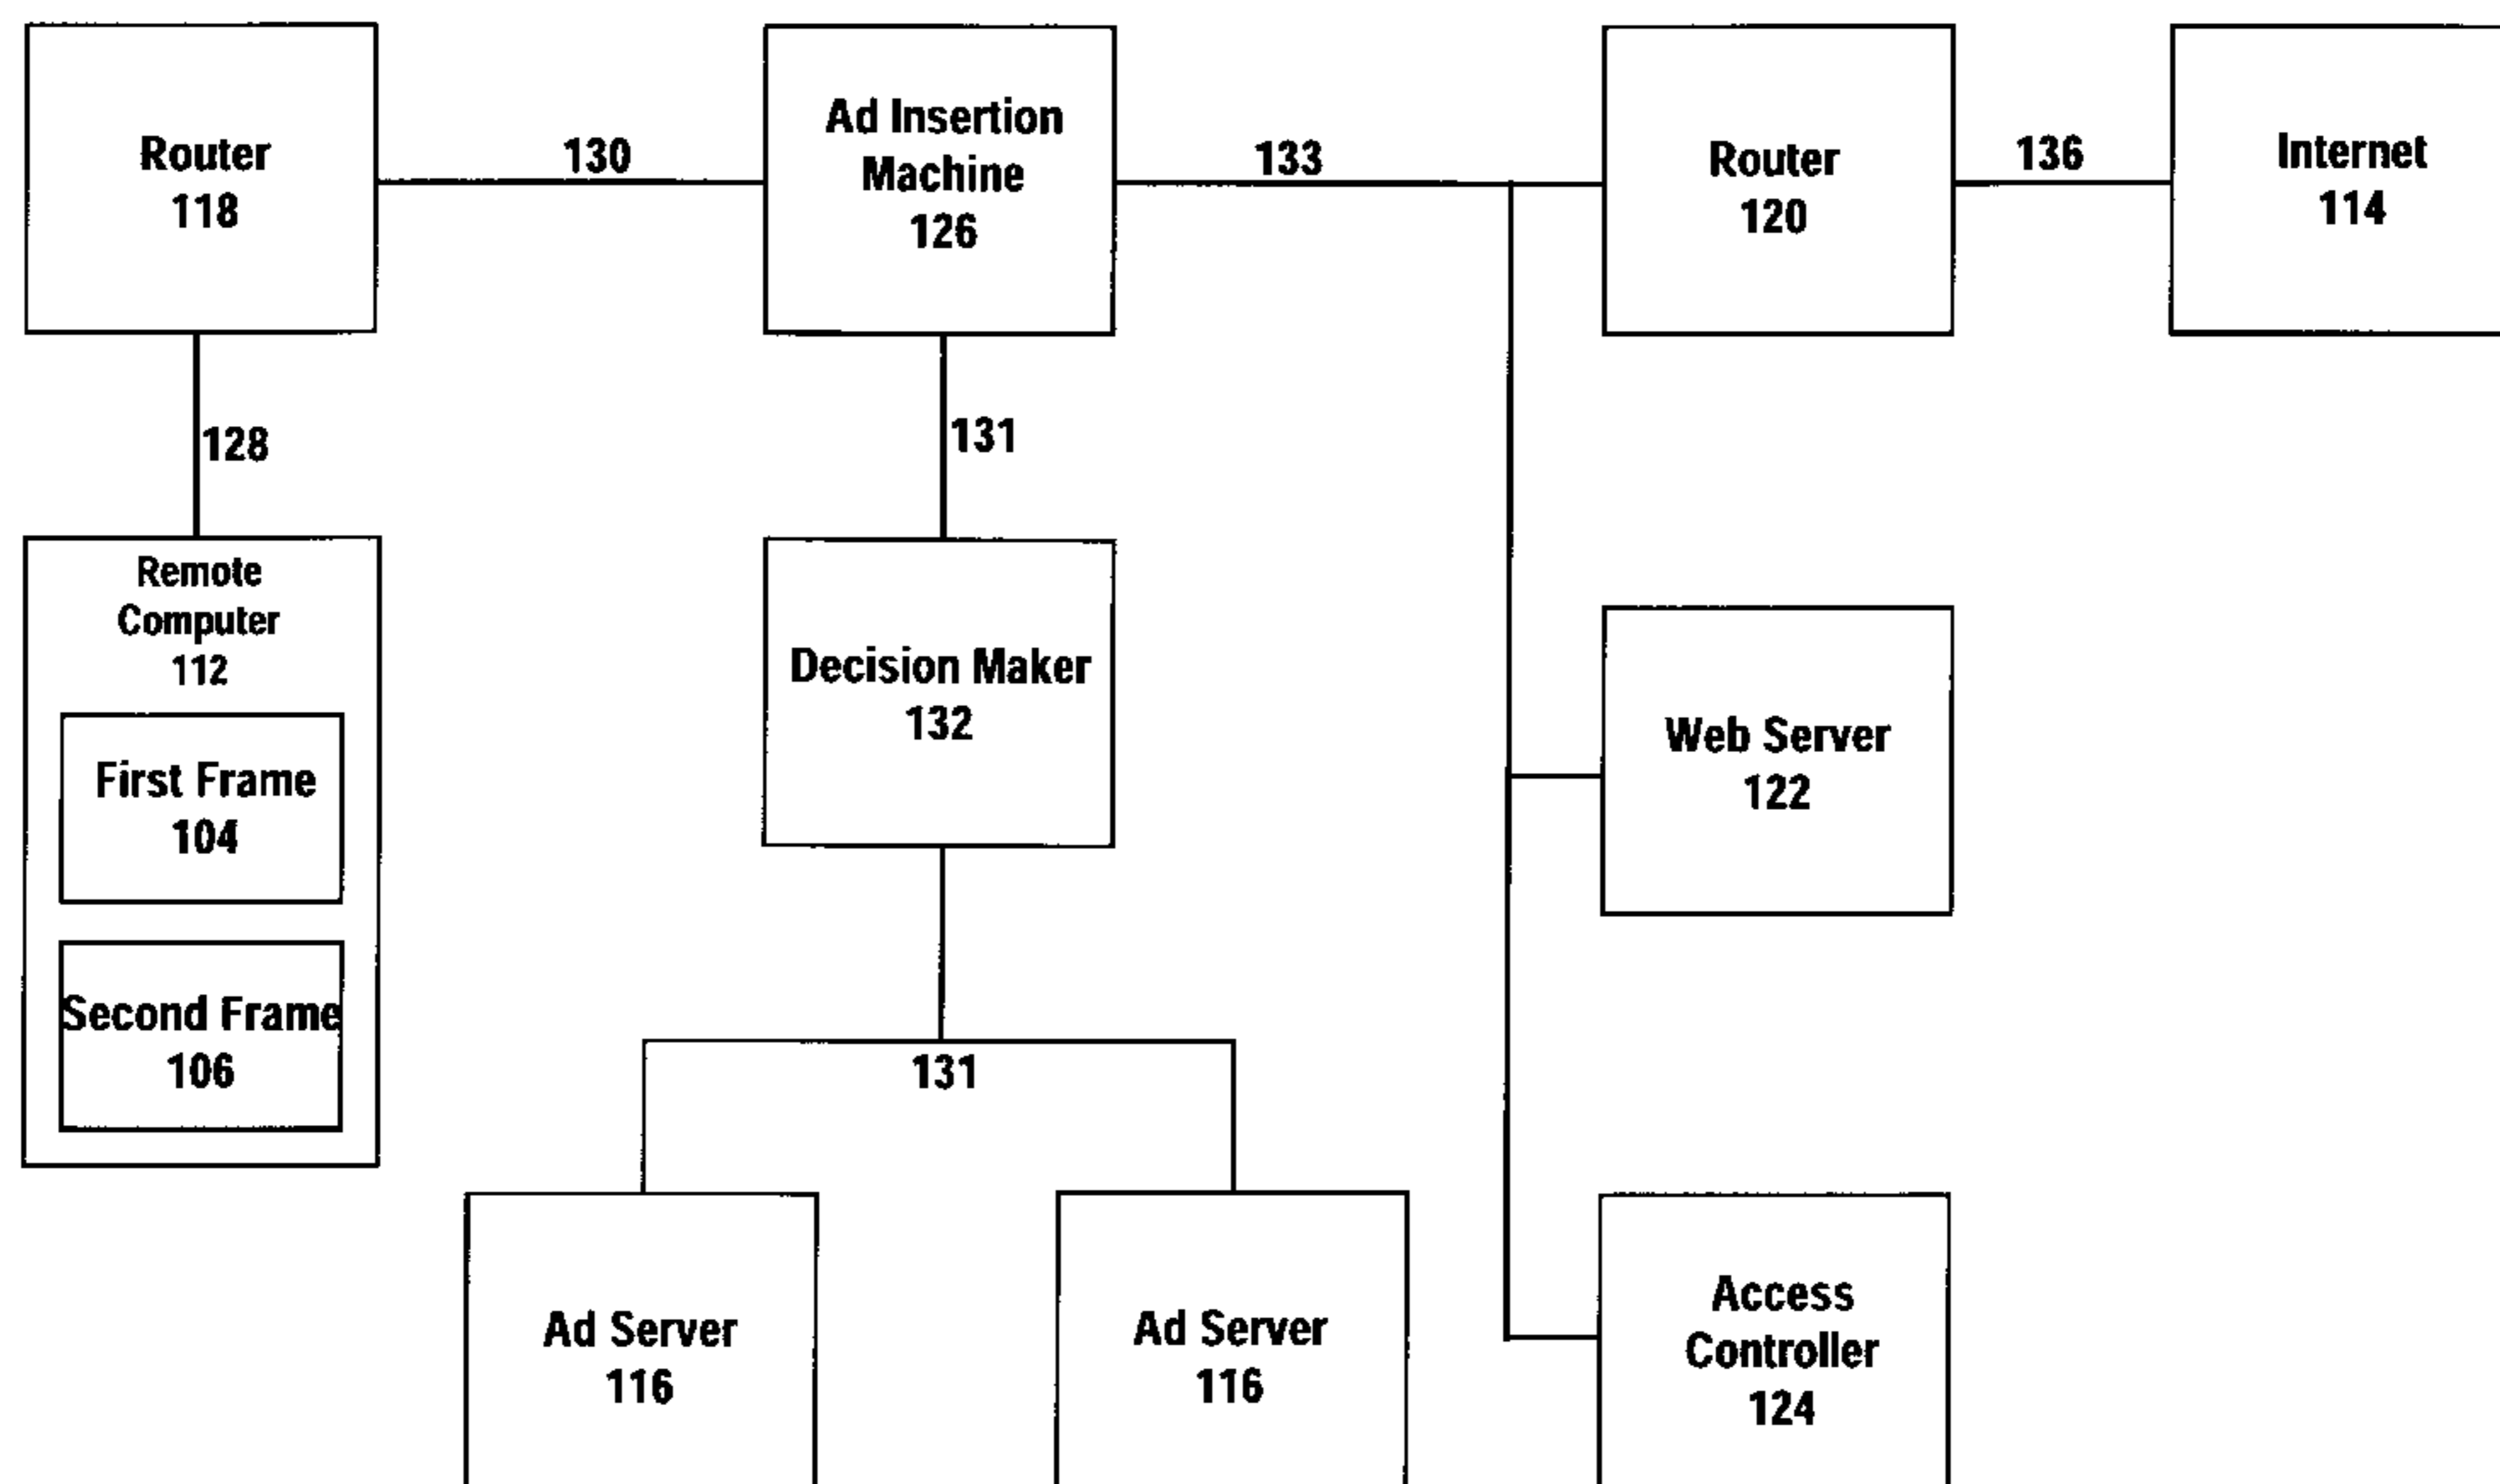 Router
118
130
Ad Insertion
Machine
126
133
Router
120
136
Internet
114
128
131
Remote
Computer
112
First Frame
104
Second Frame
106
Decision Maker
132
131
Web Server
122
Ad Server
116
Ad Server
116
Access
Controller
124